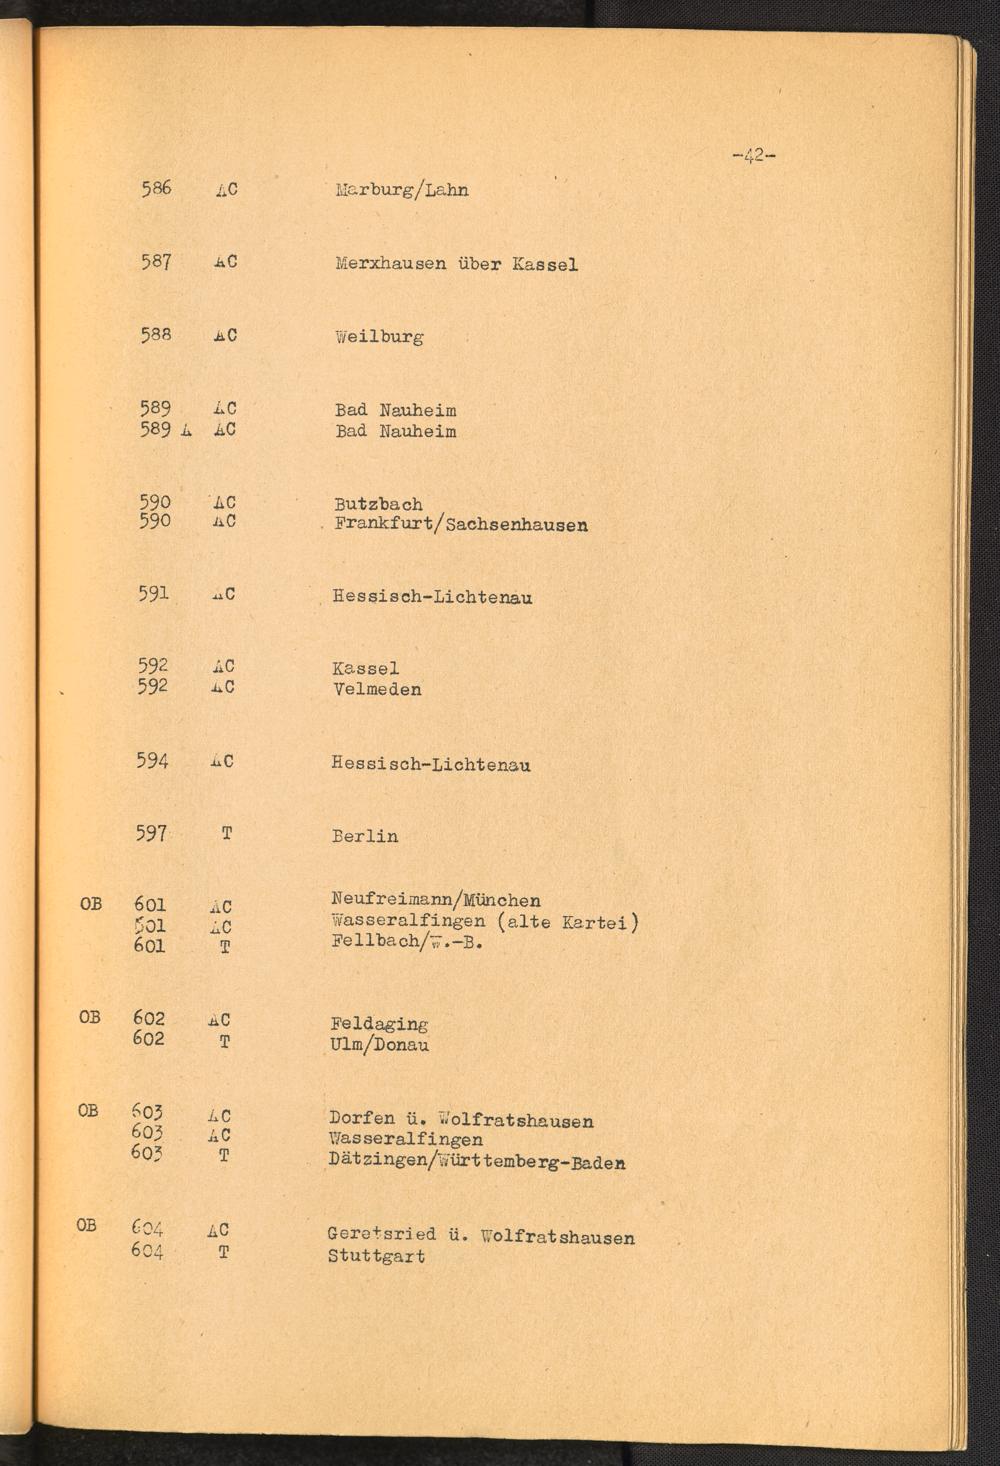 -42-
586 AC Marburg/Lahn
587 AC Merxhausen über Kassel
588 AC Weilburg
589 AC Bad Nauheim
589 A AC Bad Nauheim
590 AC Butzbach
590 AC Frankfurt/Sachsenhausen
591 AC Hessisch-Lichtenau
592 AC Kassel
592 AC Velmeden
594 AC Hessisch-Lichtenau
597 T Berlin
OB 601 AC Neufreimann/München
501 AC Wasseralfingen (alte Kartei)
601 T Fellbach/W.-B.
OB 602 AC Feldaging
602 T Ulm/Donau
OB 603 AC Dorfen ü. Wolfratshausen
603 AC Wasseralfingen
603 T Dätzingen/Württemberg-Baden
OB 604 AC Geretsried ü. Wolfratshausen
604 T Stuttgart